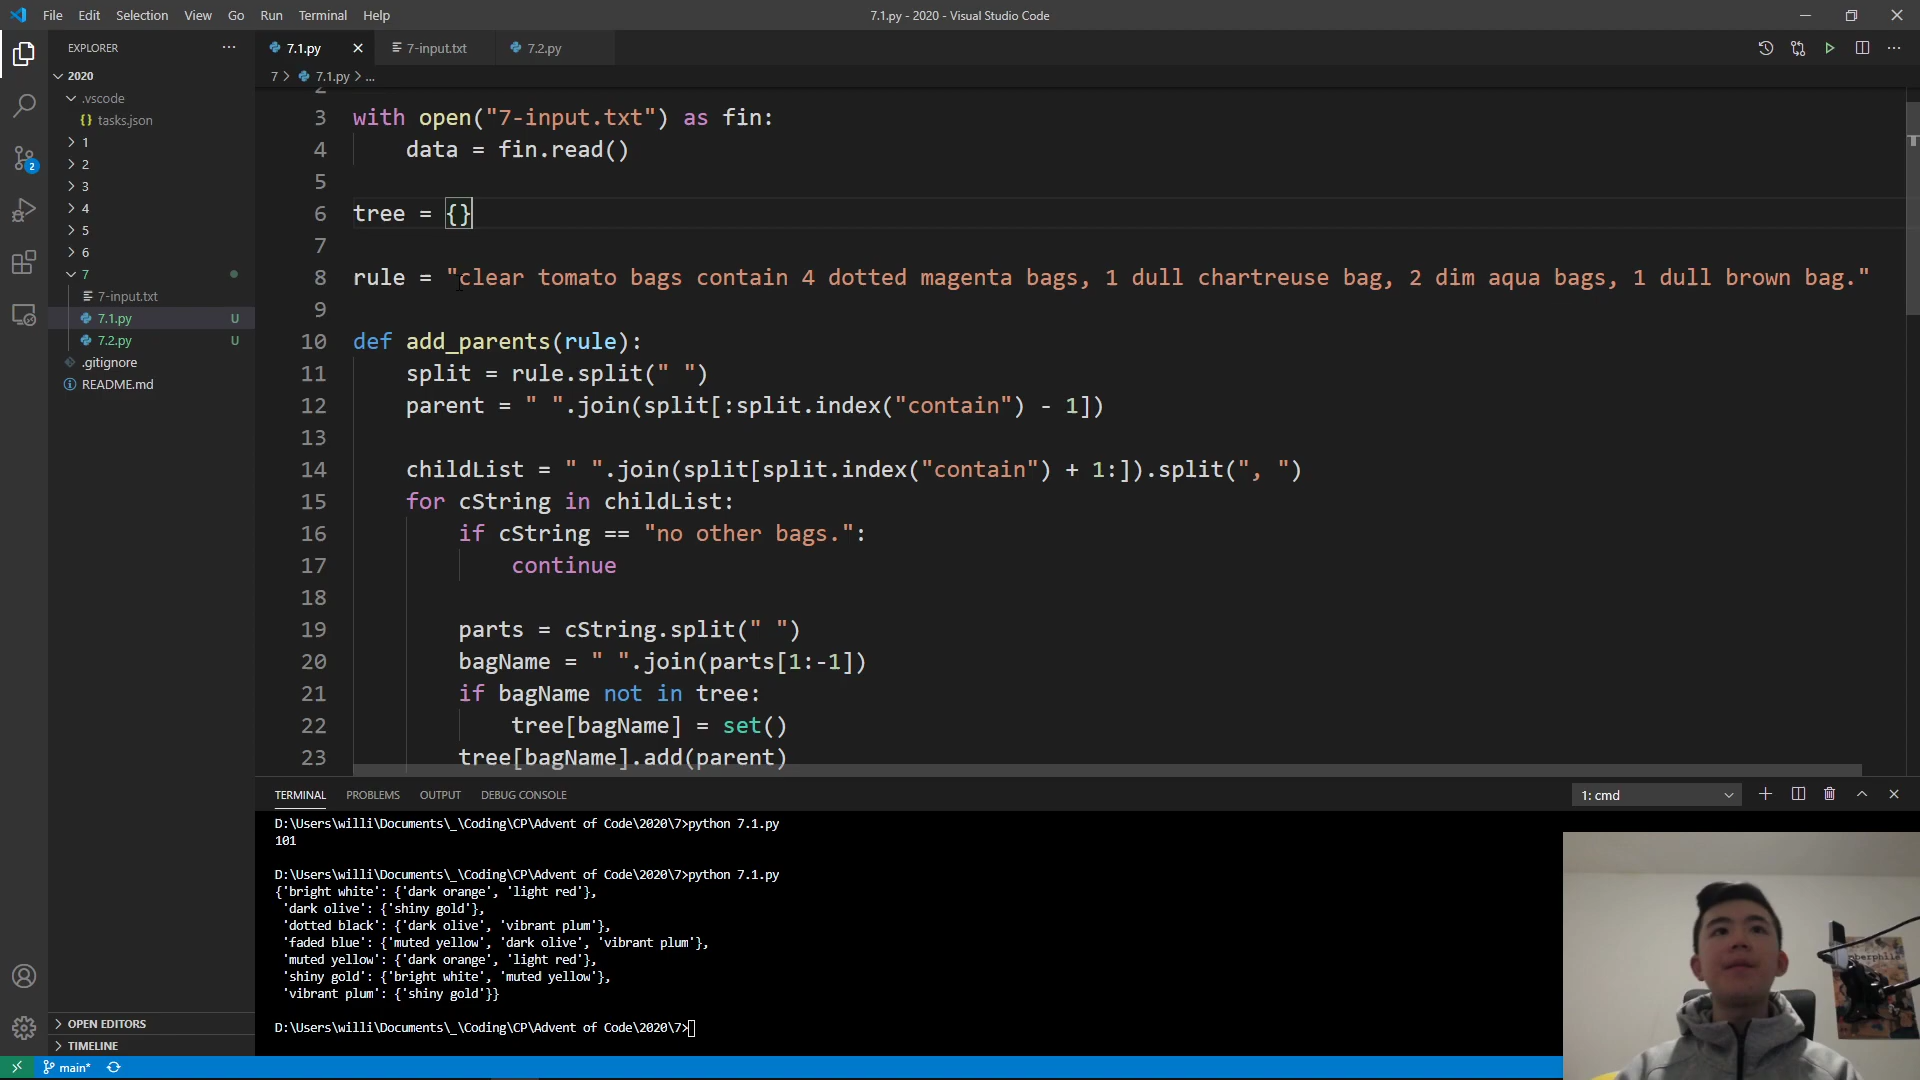 File Edit Selection View Go Run Terminal Help
7.1.py - 2020 - Visual Studio Code
EXPLORER
2020
.vscode
tasks.json
1
2
3
4
5
6
7
7-input.txt
7.1.py U
7.2.py U
.gitignore
README.md
OPEN EDITORS
TIMELINE
2
7.1.py 7-input.txt 7.2.py
7 > 7.1.py > ...
2
3 with open("7-input.txt") as fin:
4 data = fin.read()
5
6 tree = {}
7
8 rule = "clear tomato bags contain 4 dotted magenta bags, 1 dull chartreuse bag, 2 dim aqua bags, 1 dull brown bag."
9
10 def add_parents(rule):
11 split = rule.split(" ")
12 parent = " ".join(split[:split.index("contain") - 1])
13
14 childList = " ".join(split[split.index("contain") + 1:]).split(", ")
15 for cString in childList:
16 if cString == "no other bags.":
17 continue
18
19 parts = cString.split(" ")
20 bagName = " ".join(parts[1:-1])
21 if bagName not in tree:
22 tree[bagName] = set()
23 tree[bagName].add(parent)
TERMINAL PROBLEMS OUTPUT DEBUG CONSOLE
1: cmd
D:\Users\willi\Documents\_\Coding\CP\Advent of Code\2020\7>python 7.1.py
101
D:\Users\willi\Documents\_\Coding\CP\Advent of Code\2020\7>python 7.1.py
{'bright white': {'dark orange', 'light red'},
'dark olive': {'shiny gold'},
'dotted black': {'dark olive', 'vibrant plum'},
'faded blue': {'muted yellow', 'dark olive', 'vibrant plum'},
'muted yellow': {'dark orange', 'light red'},
'shiny gold': {'bright white', 'muted yellow'},
'vibrant plum': {'shiny gold'}}
D:\Users\willi\Documents\_\Coding\CP\Advent of Code\2020\7>
main*